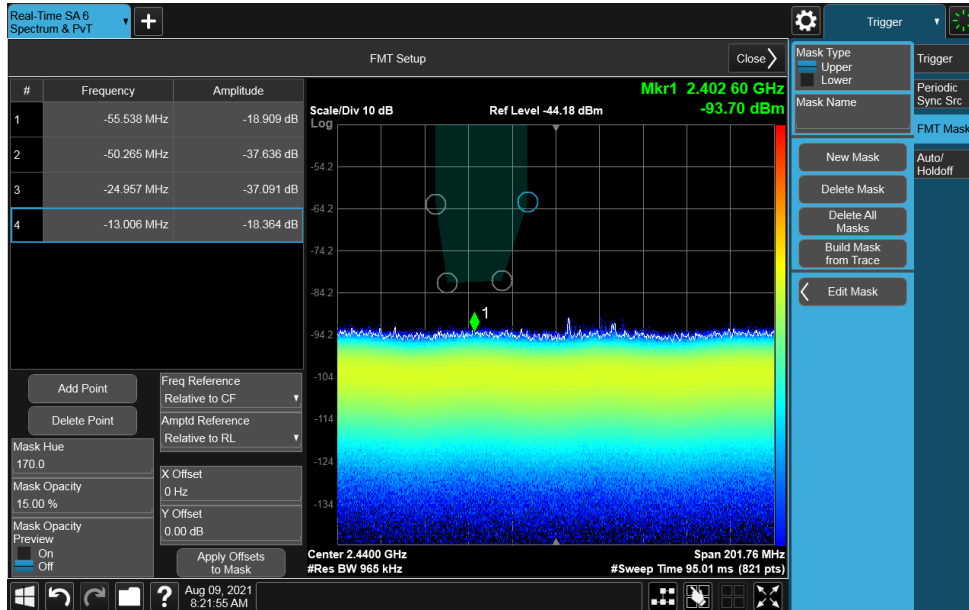 Real-Time SA 6
Spectrum & PvT
Trigger
FMT Setup
Close
# Frequency Amplitude
1 -55.538 MHz -18.909 dB
2 -50.265 MHz -37.636 dB
3 -24.957 MHz -37.091 dB
4 -13.006 MHz -18.364 dB
Add Point
Delete Point
Mask Hue
170.0
Mask Opacity
15.00 %
Mask Opacity
Preview
On
Off
Freq Reference
Relative to CF
Amptd Reference
Relative to RL
X Offset
0 Hz
Y Offset
0.00 dB
Apply Offsets
to Mask
Mkr1 2.402 60 GHz
-93.70 dBm
Scale/Div 10 dB
Ref Level -44.18 dBm
Log
-54.2
-64.2
-74.2
-84.2
-94.2
-104
-114
-124
-134
1
Center 2.4400 GHz
#Res BW 965 kHz
Span 201.76 MHz
#Sweep Time 95.01 ms (821 pts)
Mask Type
Upper
Lower
Mask Name
New Mask
Delete Mask
Delete All
Masks
Build Mask
from Trace
Edit Mask
Trigger
Periodic
Sync Src
FMT Mask
Auto/
Holdoff
?
Aug 09, 2021
8:21:55 AM